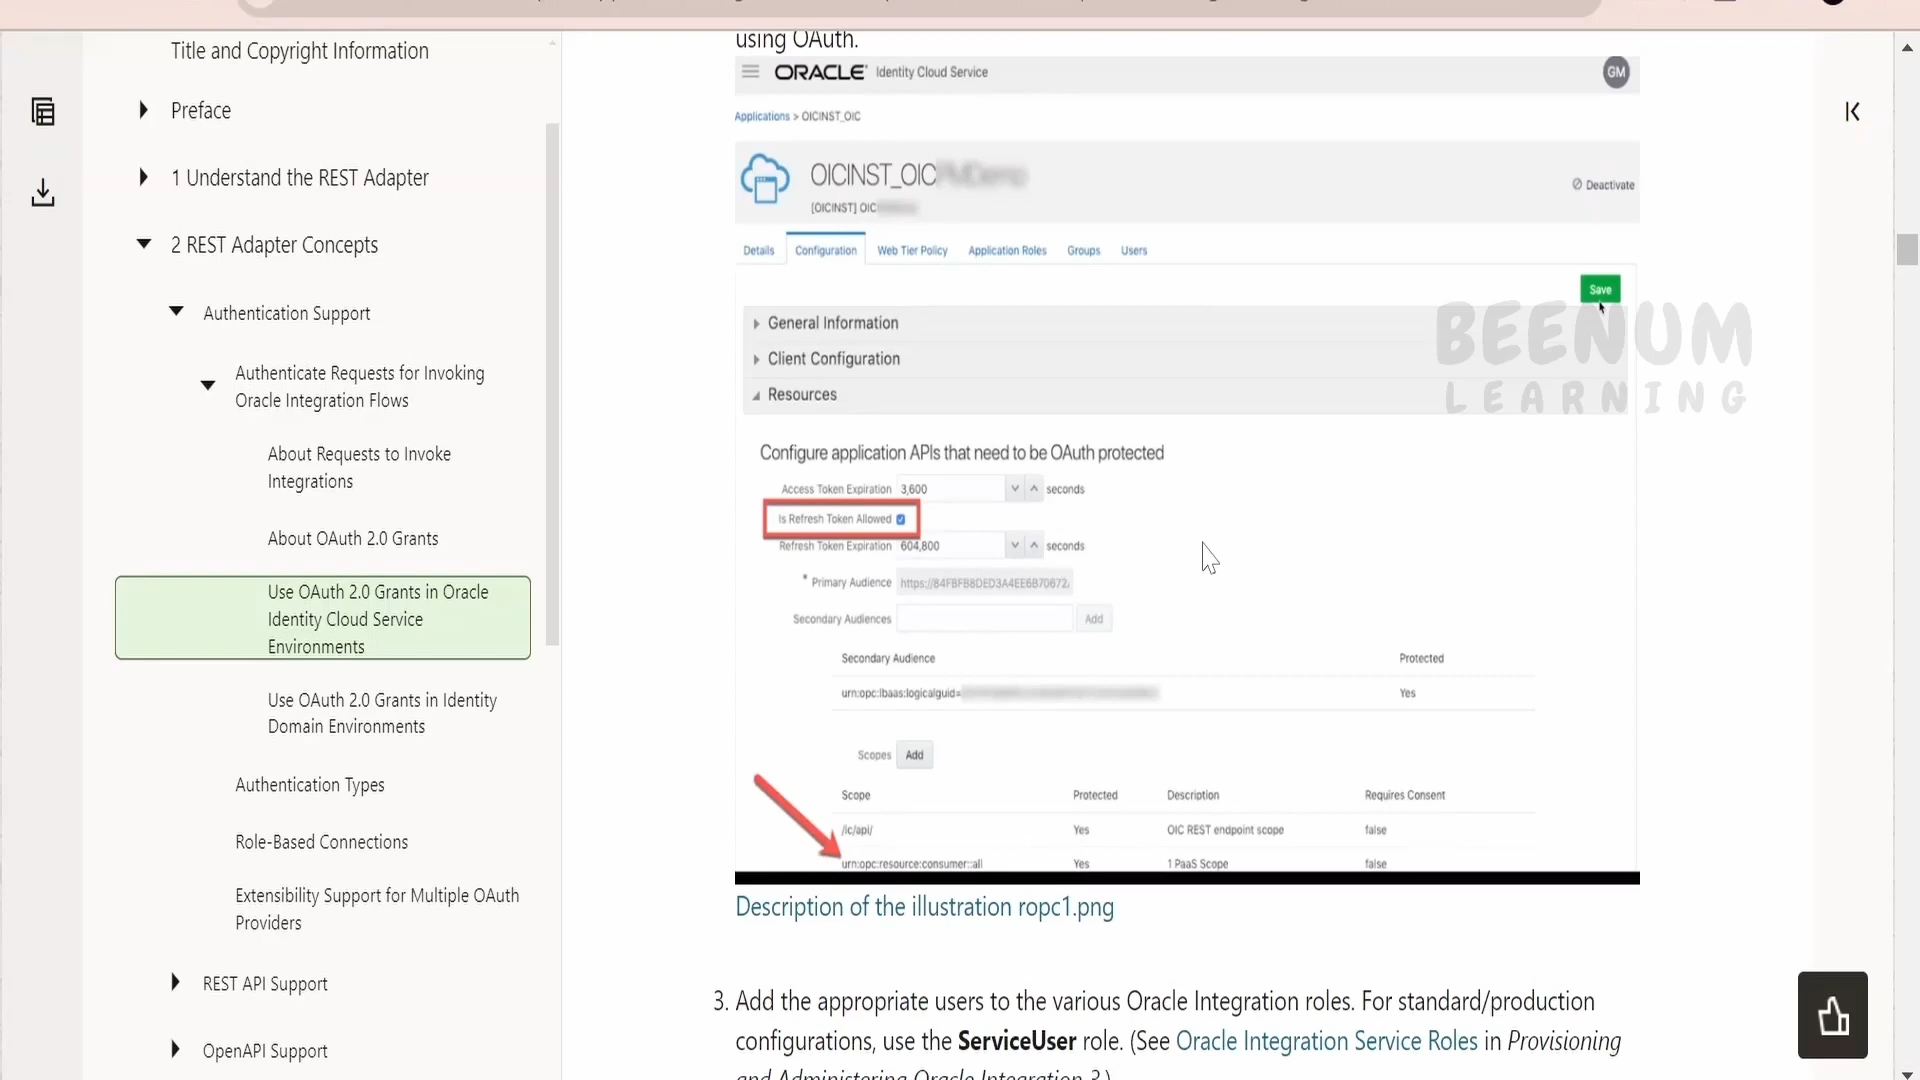 Title and Copyright Information
Preface
1 Understand the REST Adapter
2 REST Adapter Concepts
Authentication Support
Authenticate Requests for Invoking
Oracle Integration Flows
About Requests to Invoke
Integrations
About OAuth 2.0 Grants
Use OAuth 2.0 Grants in Oracle
Identity Cloud Service
Environments
Use OAuth 2.0 Grants in Identity
Domain Environments
Authentication Types
Role-Based Connections
Extensibility Support for Multiple OAuth
Providers
REST API Support
OpenAPI Support
using OAuth.
ORACLE Identity Cloud Service
GM
Applications > OICINST_OIC
OICINST_OIC
[OICINST] OIC
Deactivate
Details Configuration Web Tier Policy Application Roles Groups Users
Save
General Information
Client Configuration
Resources
BEENUM
LEARNING
Configure application APIs that need to be OAuth protected
Access Token Expiration 3,600 seconds
Is Refresh Token Allowed
Refresh Token Expiration 604,800 seconds
* Primary Audience https://84FBFB8DED3A4EE6B70672
Secondary Audiences Add
Secondary Audience Protected
urn:opc:lbaas:logicalguid= Yes
Scopes Add
Scope Protected Description Requires Consent
/ic/api/ Yes OIC REST endpoint scope false
urn:opc:resource:consumer::all Yes 1 PaaS Scope false
Description of the illustration ropc1.png
3. Add the appropriate users to the various Oracle Integration roles. For standard/production
configurations, use the ServiceUser role. (See Oracle Integration Service Roles in Provisioning
and Administering Oracle Integration 3.)